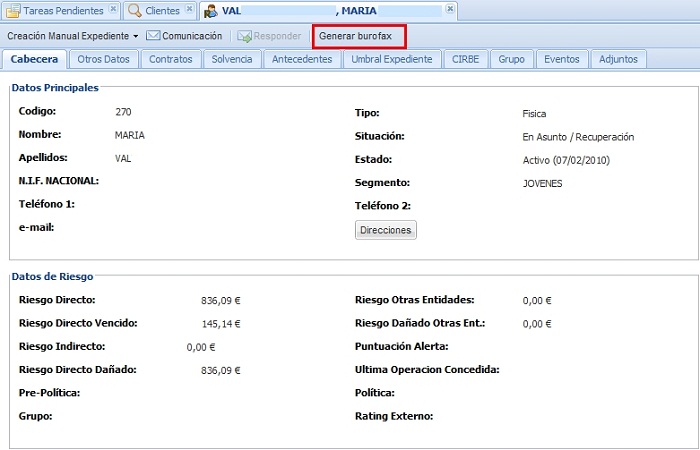 Tareas Pendientes Clientes VAL , MARIA
Creación Manual Expediente Comunicación Responder Generar burofax
Cabecera Otros Datos Contratos Solvencia Antecedentes Umbral Expediente CIRBE Grupo Eventos Adjuntos
Datos Principales
Codigo: 270 Tipo: Fisica
Nombre: MARIA Situación: En Asunto / Recuperación
Apellidos: VAL Estado: Activo (07/02/2010)
N.I.F. NACIONAL: Segmento: JOVENES
Teléfono 1: Teléfono 2:
e-mail: Direcciones
Datos de Riesgo
Riesgo Directo: 836,09 € Riesgo Otras Entidades: 0,00 €
Riesgo Directo Vencido: 145,14 € Riesgo Dañado Otras Ent.: 0,00 €
Riesgo Indirecto: 0,00 € Puntuación Alerta:
Riesgo Directo Dañado: 836,09 € Ultima Operacion Concedida:
Pre-Política: Política:
Grupo: Rating Externo: